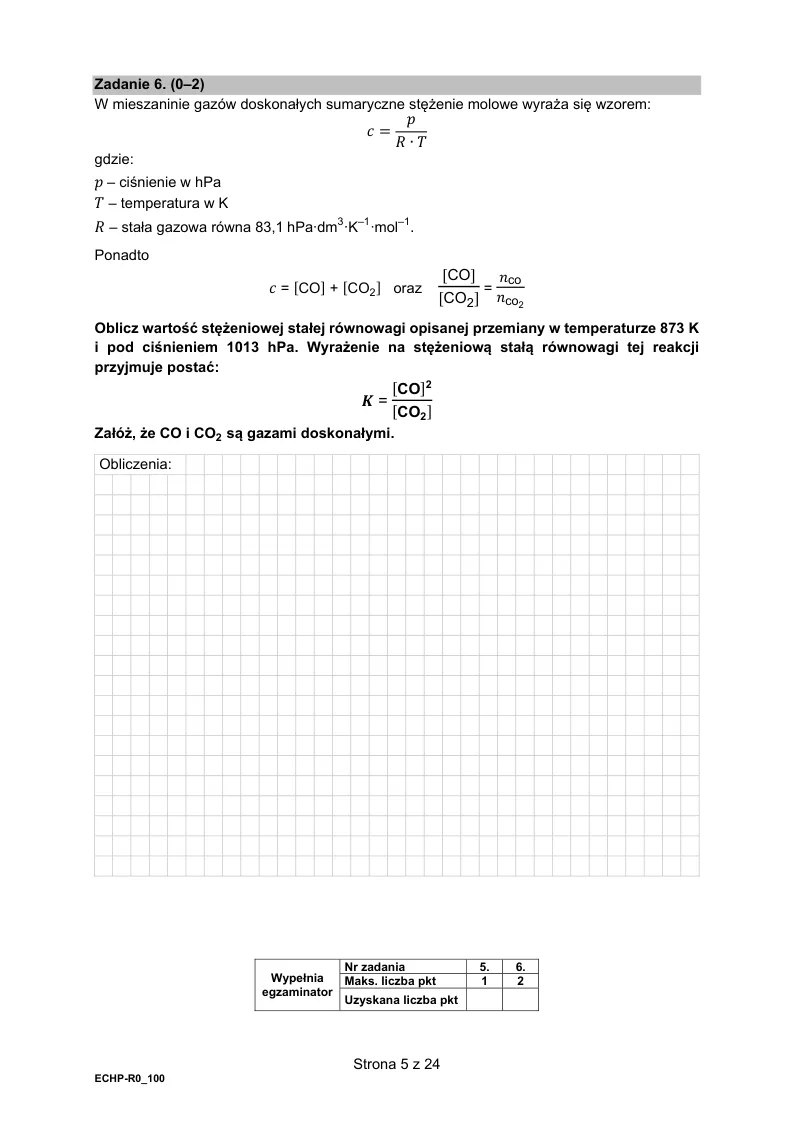 Zadanie 6. (0–2)
W mieszaninie gazów doskonałych sumaryczne stężenie molowe wyraża się wzorem:
c = p / (R · T)
gdzie:
p – ciśnienie w hPa
T – temperatura w K
R – stała gazowa równa 83,1 hPa·dm³·K⁻¹·mol⁻¹.
Ponadto
c = [CO] + [CO₂] oraz [CO] / [CO₂] = n_CO / n_CO₂
Oblicz wartość stężeniowej stałej równowagi opisanej przemiany w temperaturze 873 K
i pod ciśnieniem 1013 hPa. Wyrażenie na stężeniową stałą równowagi tej reakcji
przyjmuje postać:
K = [CO]² / [CO₂]
Załóż, że CO i CO₂ są gazami doskonałymi.
Obliczenia:
Wypełnia egzaminator
Nr zadania 5. 6.
Maks. liczba pkt 1 2
Uzyskana liczba pkt
Strona 5 z 24
ECHP-R0_100